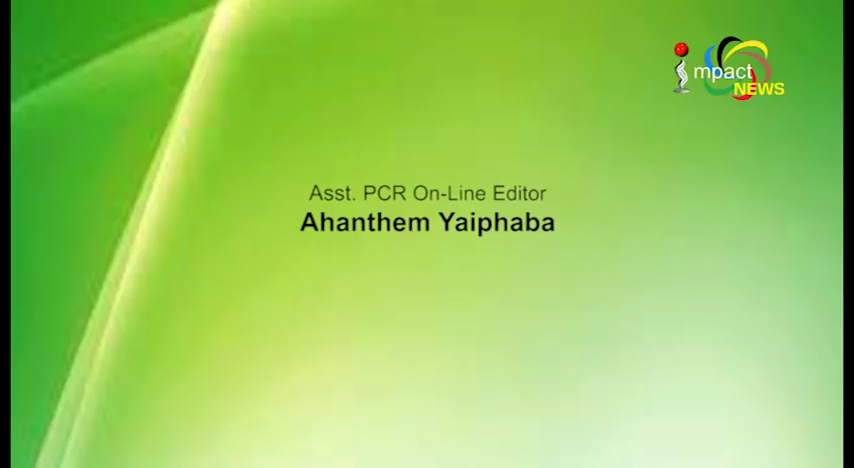 impact
NEWS
Asst. PCR On-Line Editor
Ahanthem Yaiphaba